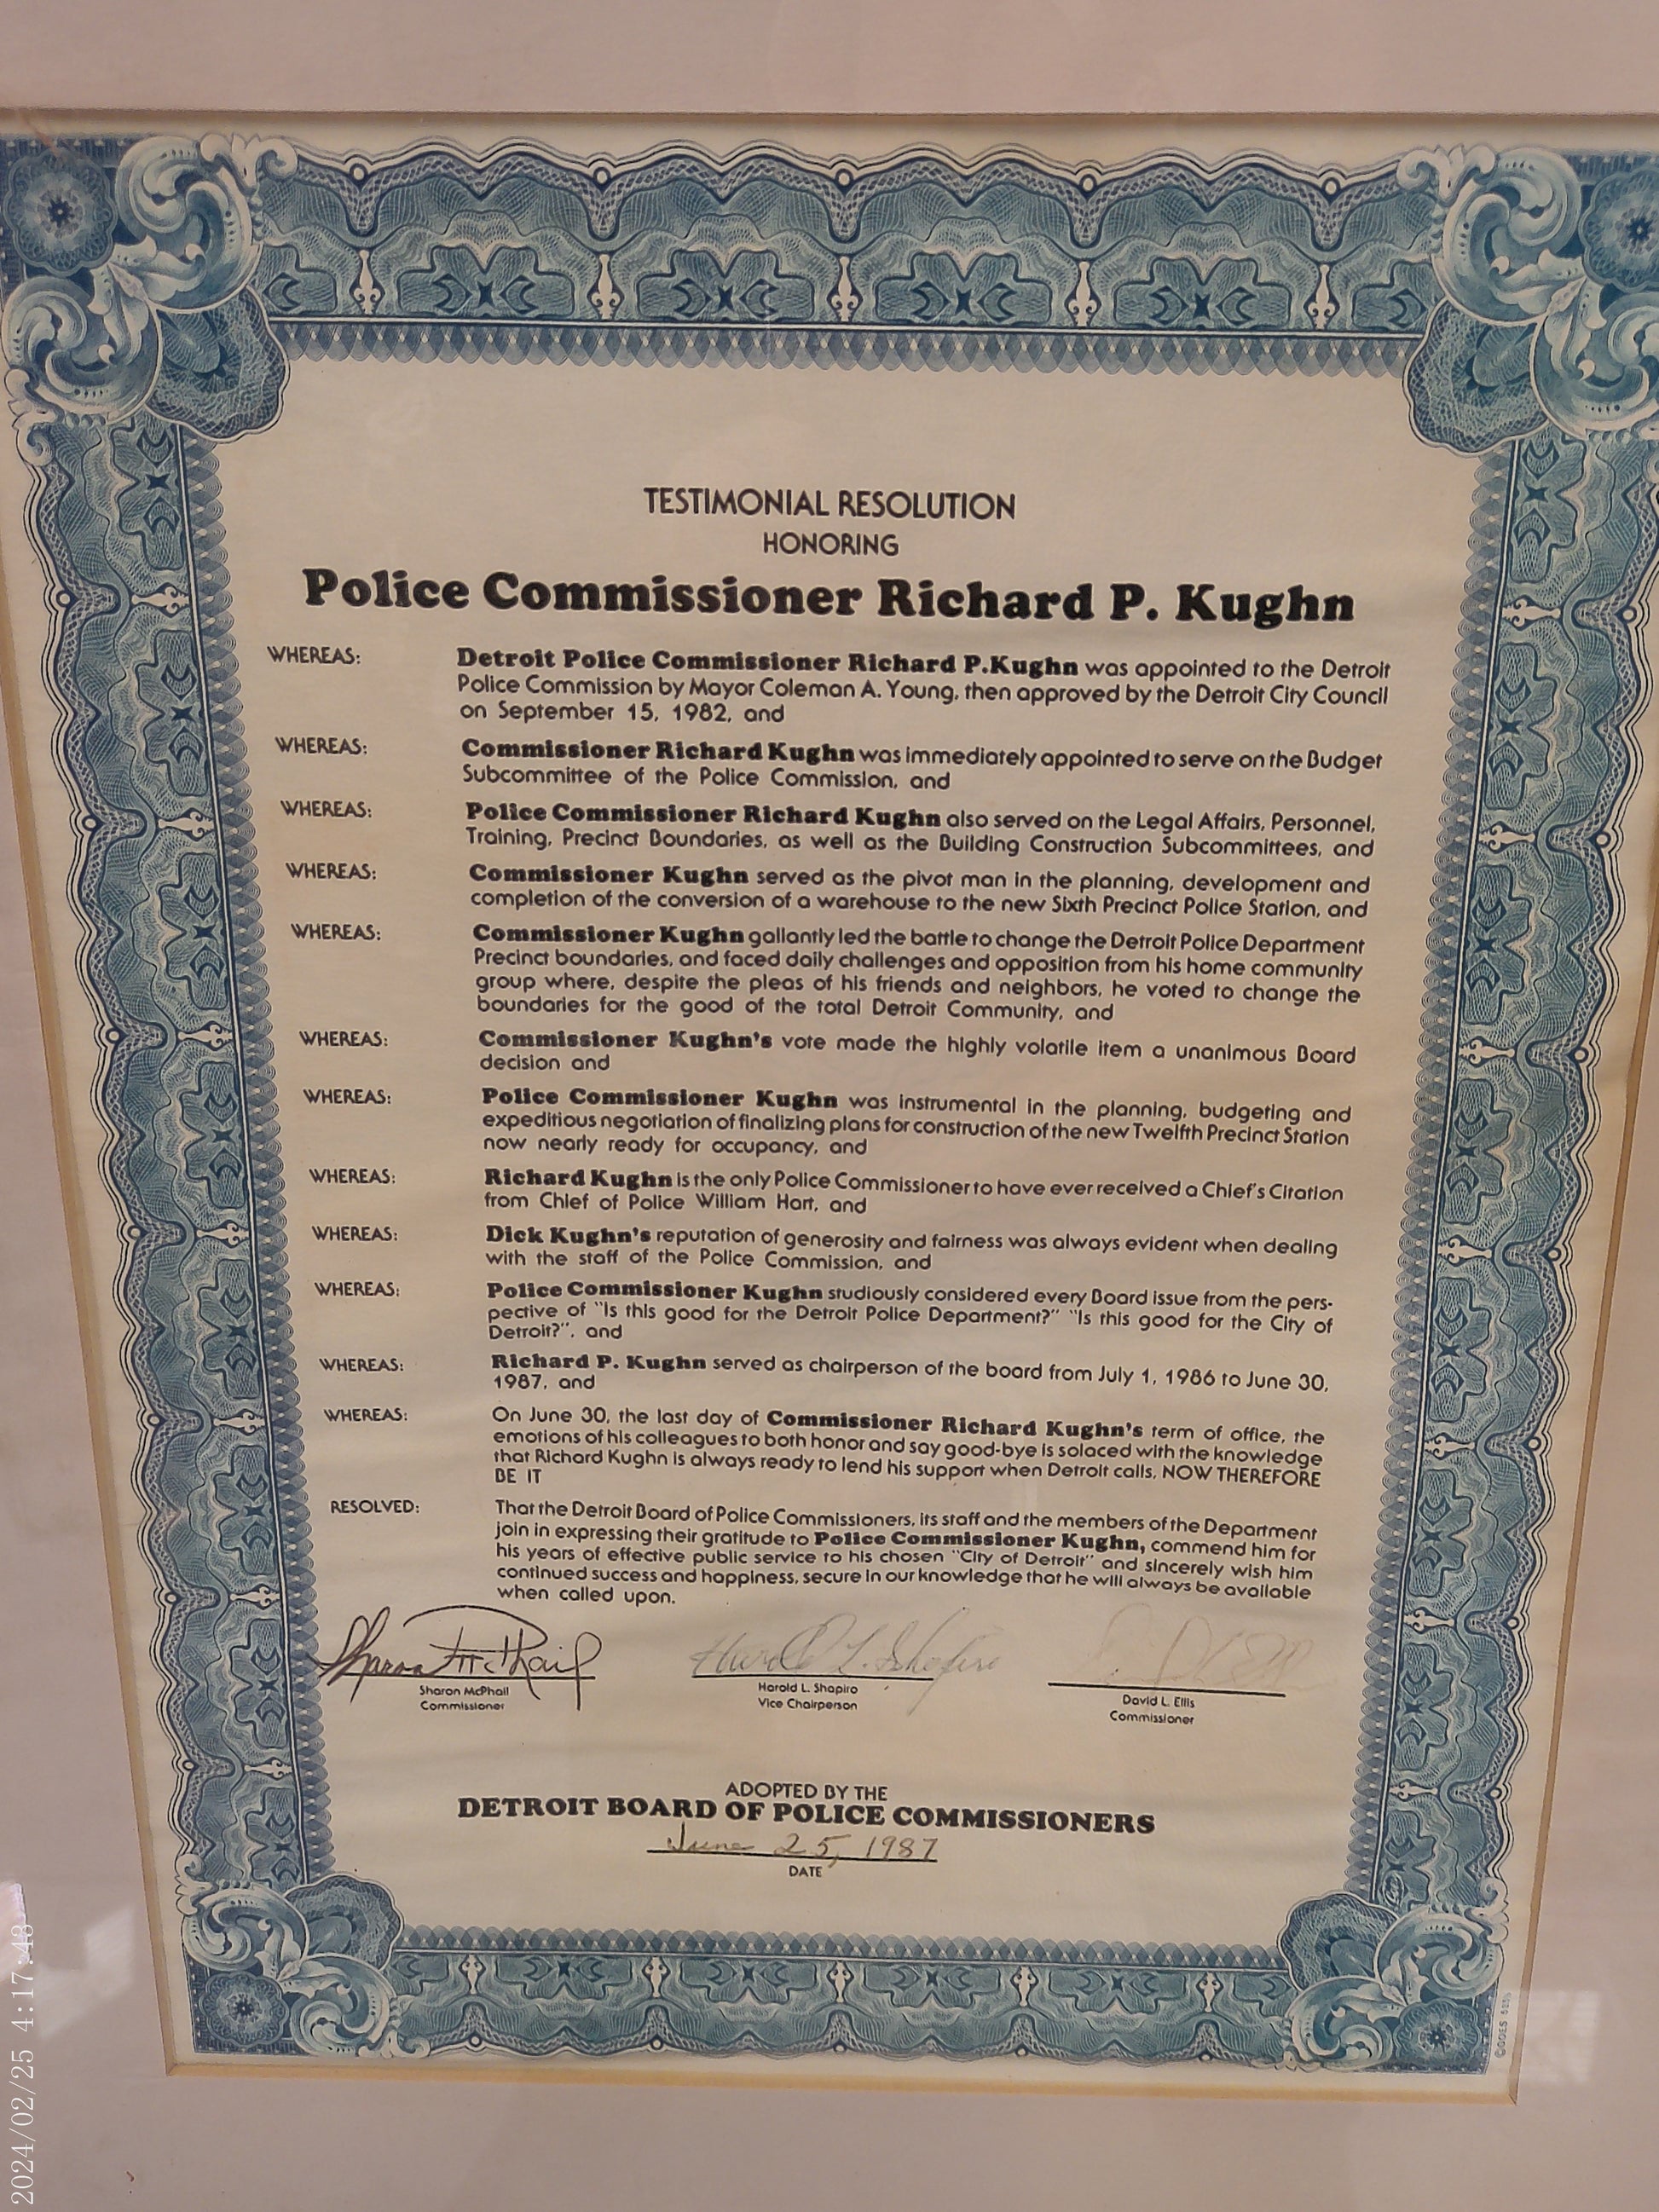 TESTIMONIAL RESOLUTION
HONORING
Police Commissioner Richard P. Kughn
WHEREAS: Detroit Police Commissioner Richard P.Kughn was appointed to the Detroit
Police Commission by Mayor Coleman A. Young, then approved by the Detroit City Council
on September 15, 1982, and
WHEREAS: Commissioner Richard Kughn was immediately appointed to serve on the Budget
Subcommittee of the Police Commission, and
WHEREAS: Police Commissioner Richard Kughn also served on the Legal Affairs, Personnel,
Training, Precinct Boundaries, as well as the Building Construction Subcommittees, and
WHEREAS: Commissioner Kughn served as the pivot man in the planning, development and
completion of the conversion of a warehouse to the new Sixth Precinct Police Station, and
WHEREAS: Commissioner Kughn gallantly led the battle to change the Detroit Police Department
Precinct boundaries, and faced daily challenges and opposition from his home community
group where, despite the pleas of his friends and neighbors, he voted to change the
boundaries for the good of the total Detroit Community, and
WHEREAS: Commissioner Kughn's vote made the highly volatile item a unanimous Board
decision and
WHEREAS: Police Commissioner Kughn was instrumental in the planning, budgeting and
expeditious negotiation of finalizing plans for construction of the new Twelfth Precinct Station
now nearly ready for occupancy, and
WHEREAS: Richard Kughn is the only Police Commissioner to have ever received a Chief's Citation
from Chief of Police William Hart, and
WHEREAS: Dick Kughn's reputation of generosity and fairness was always evident when dealing
with the staff of the Police Commission, and
WHEREAS: Police Commissioner Kughn studiously considered every Board issue from the pers-
pective of "Is this good for the Detroit Police Department?" "Is this good for the City of
Detroit?", and
WHEREAS: Richard P. Kughn served as chairperson of the board from July 1, 1986 to June 30,
1987, and
WHEREAS: On June 30, the last day of Commissioner Richard Kughn's term of office, the
emotions of his colleagues to both honor and say good-bye is solaced with the knowledge
that Richard Kughn is always ready to lend his support when Detroit calls, NOW THEREFORE
BE IT
RESOLVED: That the Detroit Board of Police Commissioners, its staff and the members of the Department
join in expressing their gratitude to Police Commissioner Kughn, commend him for
his years of effective public service to his chosen "City of Detroit" and sincerely wish him
continued success and happiness, secure in our knowledge that he will always be available
when called upon.
Sharon McPhail Harold L. Shapiro
Sharon McPhail Harold L. Shapiro David L. Ellis
Commissioner Vice Chairperson Commissioner
ADOPTED BY THE
DETROIT BOARD OF POLICE COMMISSIONERS
June 25, 1987
DATE
2024/02/25 4:17:43